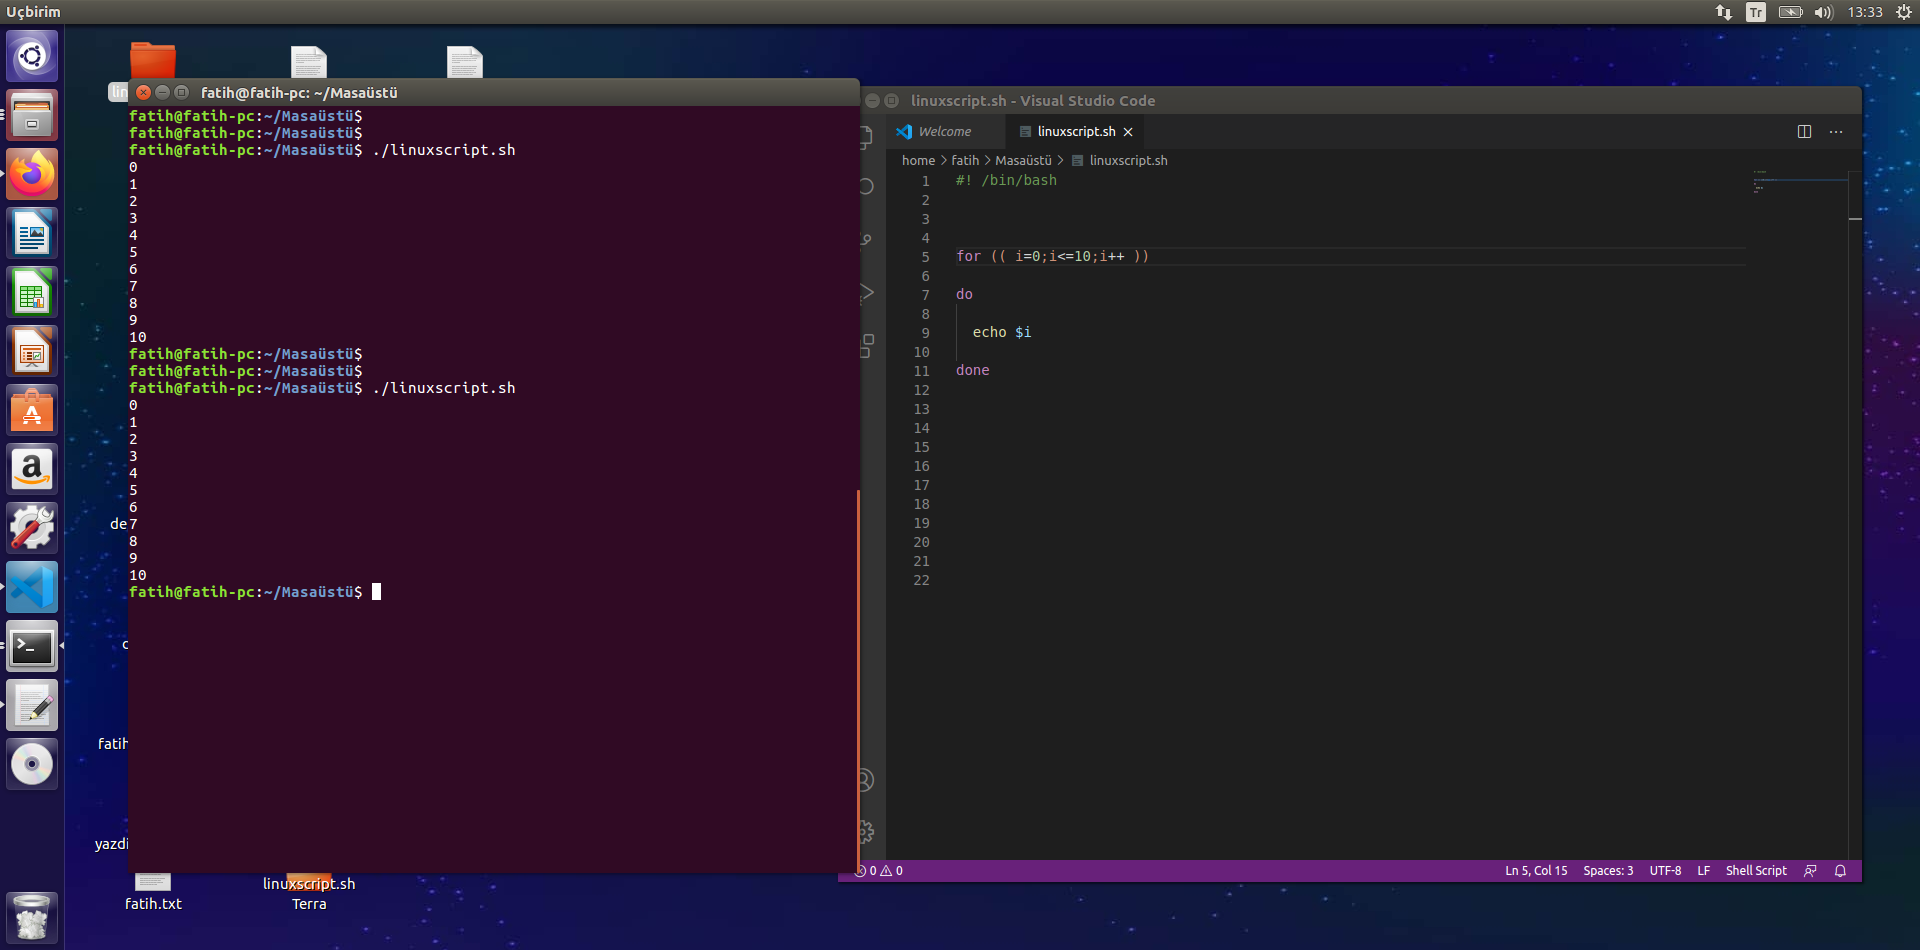 Uçbirim
Tr
13:33
lin
fatih@fatih-pc: ~/Masaüstü
fatih@fatih-pc:~/Masaüstü$
fatih@fatih-pc:~/Masaüstü$
fatih@fatih-pc:~/Masaüstü$ ./linuxscript.sh
0
1
2
3
4
5
6
7
8
9
10
fatih@fatih-pc:~/Masaüstü$
fatih@fatih-pc:~/Masaüstü$
fatih@fatih-pc:~/Masaüstü$ ./linuxscript.sh
0
1
2
3
4
5
6
7
8
9
10
fatih@fatih-pc:~/Masaüstü$
de
c
fatih
yazdi
fatih.txt
linuxscript.sh
Terra
linuxscript.sh - Visual Studio Code
Welcome
linuxscript.sh
home > fatih > Masaüstü > linuxscript.sh
1 #! /bin/bash
2
3
4
5 for (( i=0;i<=10;i++ ))
6
7 do
8
9 echo $i
10
11 done
12
13
14
15
16
17
18
19
20
21
22
0 0
Ln 5, Col 15 Spaces: 3 UTF-8 LF Shell Script